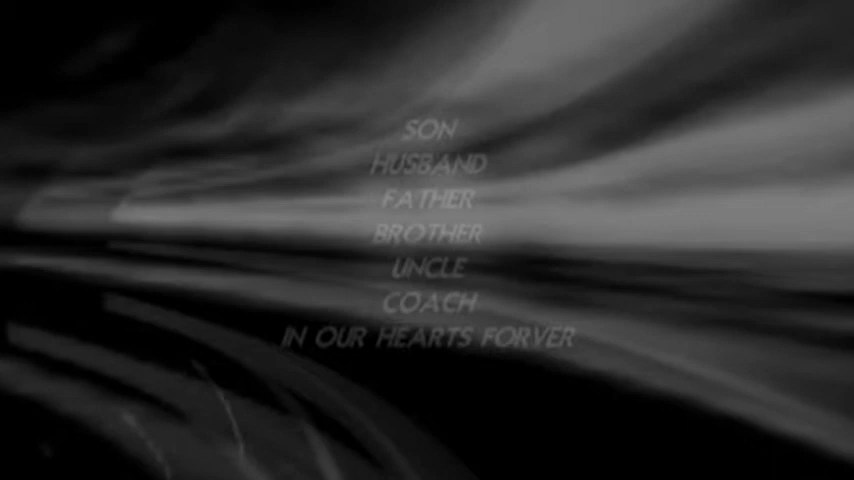 SON
HUSBAND
FATHER
BROTHER
UNCLE
COACH
IN OUR HEARTS FORVER